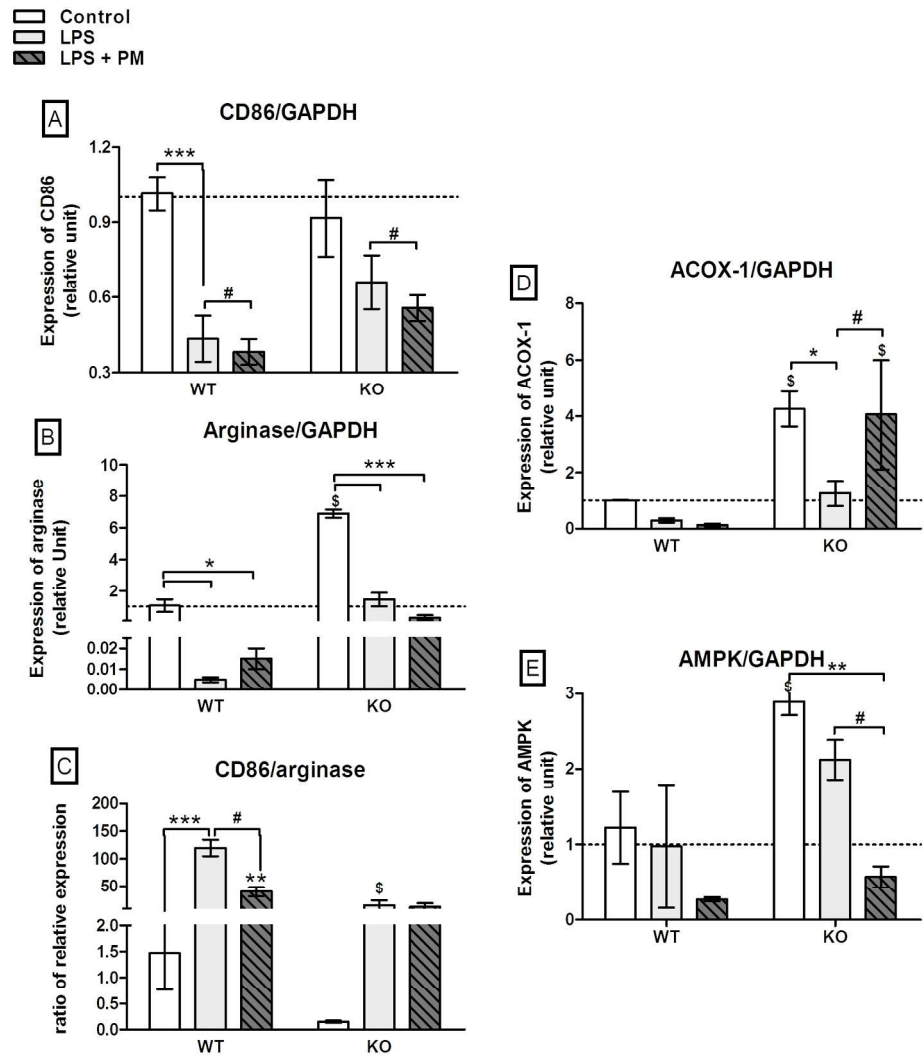 Control
LPS
LPS + PM
A
CD86/GAPDH
Expression of CD86
(relative unit)
1.2
0.9
0.6
0.3
***
#
#
WT
KO
B
Arginase/GAPDH
Expression of arginase
(relative Unit)
10
8
6
4
2
0.02
0.01
0.00
*
$
***
WT
KO
C
CD86/arginase
ratio of relative expression
200
150
100
50
2.0
1.5
1.0
0.5
0.0
***
#
**
$
WT
KO
D
ACOX-1/GAPDH
Expression of ACOX-1
(relative unit)
8
6
4
2
0
$
*
#
$
WT
KO
E
AMPK/GAPDH
Expression of AMPK
(relative unit)
3
2
1
0
**
$
#
WT
KO